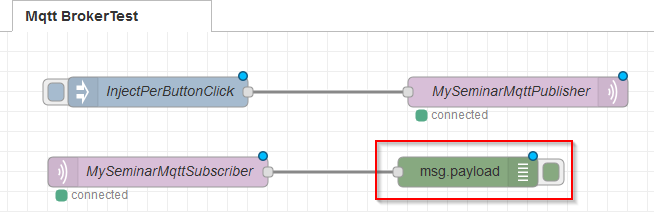 Mqtt BrokerTest
InjectPerButtonClick
MySeminarMqttPublisher
connected
MySeminarMqttSubscriber
msg.payload
connected